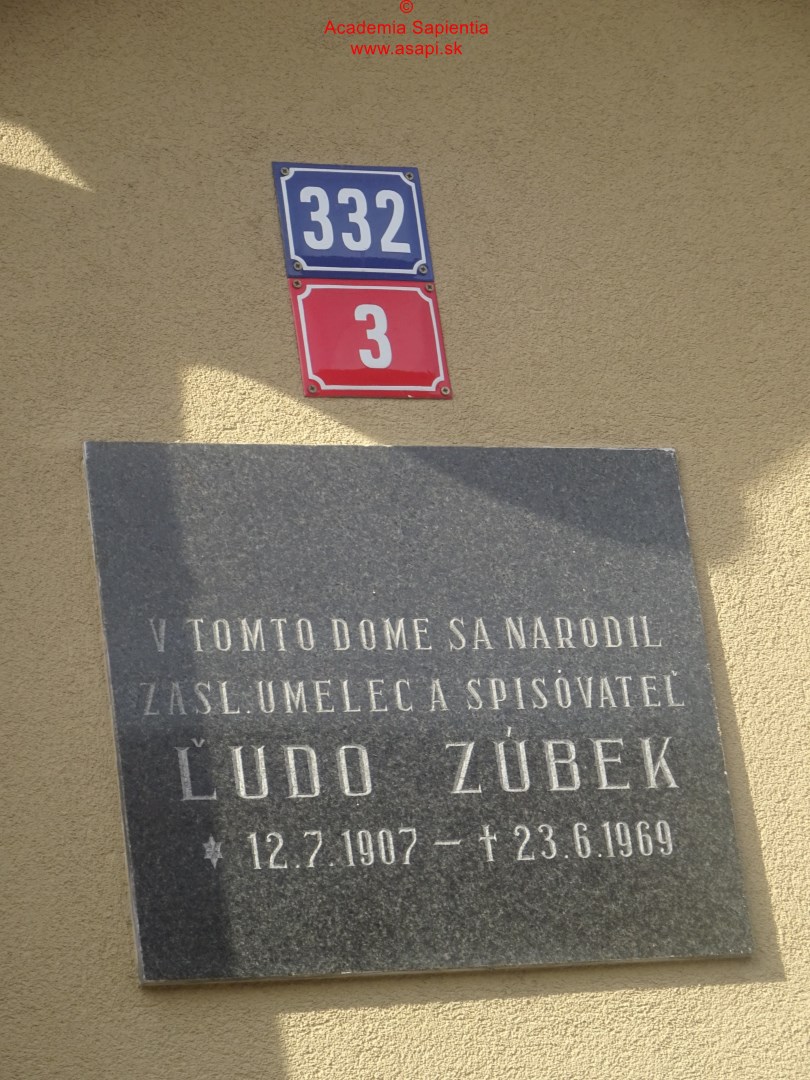 ©
Academia Sapientia
www.asapi.sk
332
3
V TOMTO DOME SA NARODIL
ZASL. UMELEC A SPISOVATEĽ
ĽUDO ZÚBEK
* 12.7.1907 – † 23.6.1969